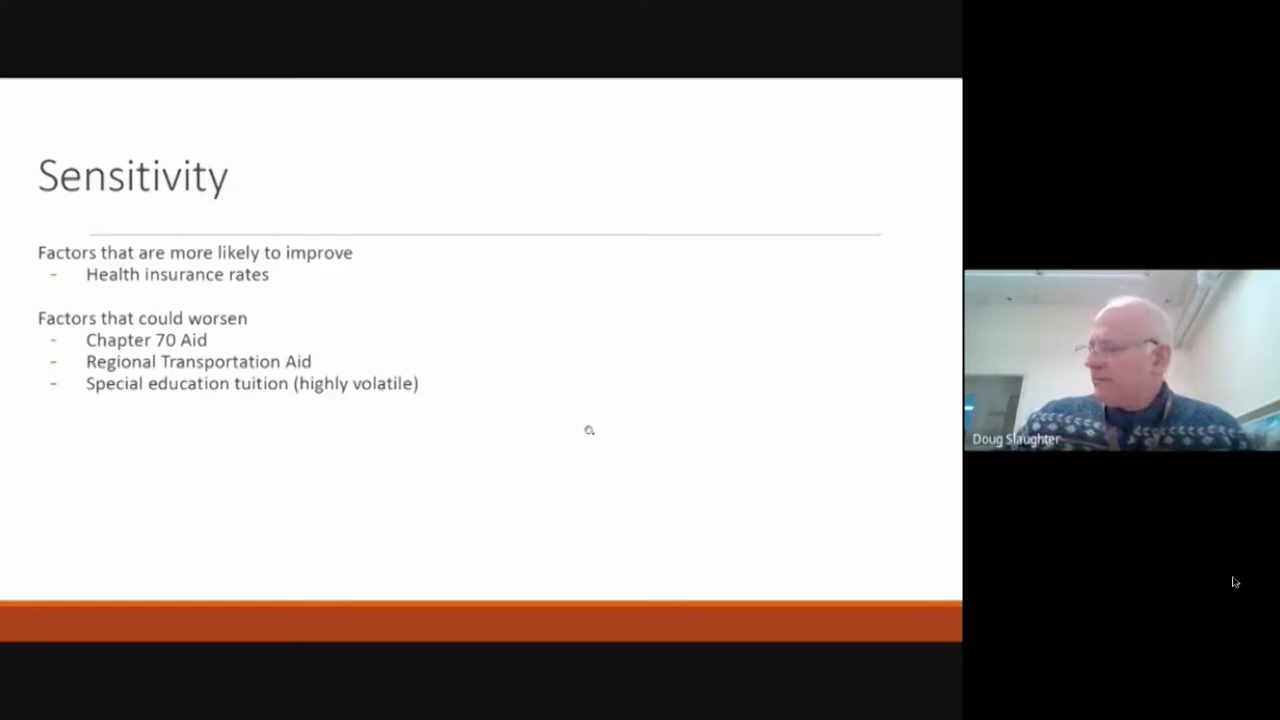 Sensitivity
Factors that are more likely to improve
- Health insurance rates
Factors that could worsen
- Chapter 70 Aid
- Regional Transportation Aid
- Special education tuition (highly volatile)
Doug Slaughter